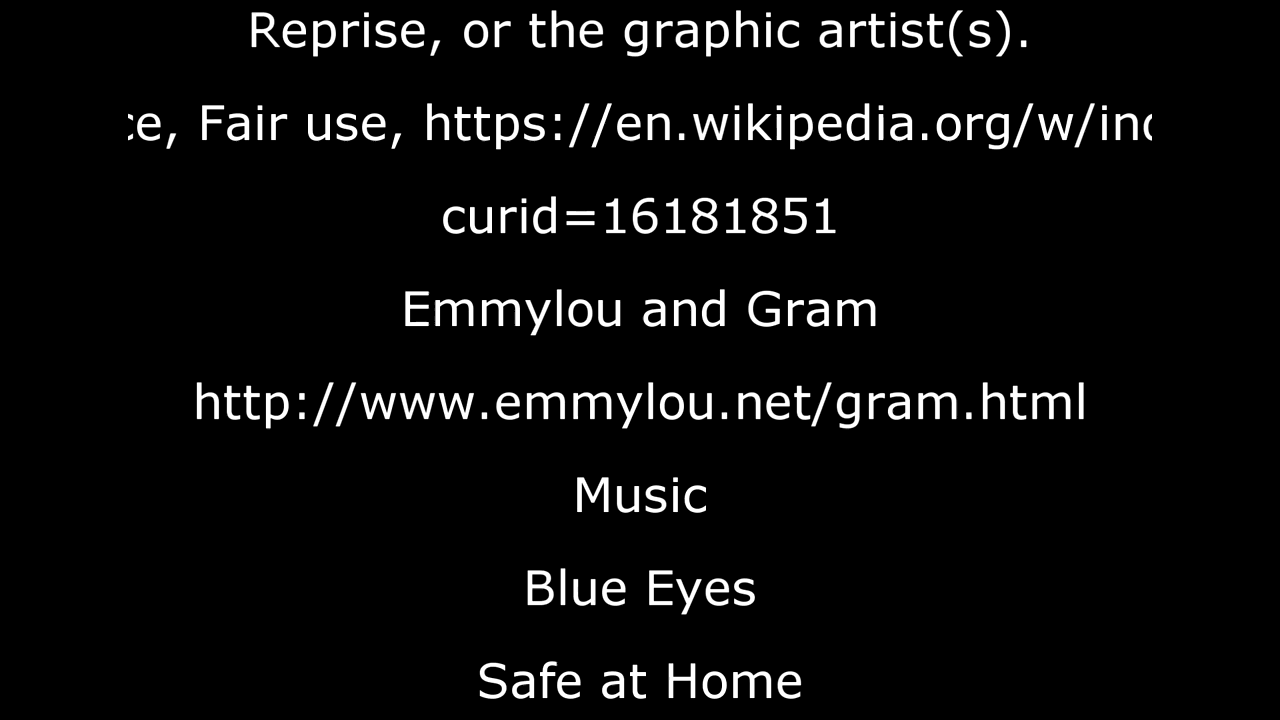 Reprise, or the graphic artist(s).
Fair use, https://en.wikipedia.org/w/
curid=16181851
Emmylou and Gram
http://www.emmylou.net/gram.html
Music
Blue Eyes
Safe at Home